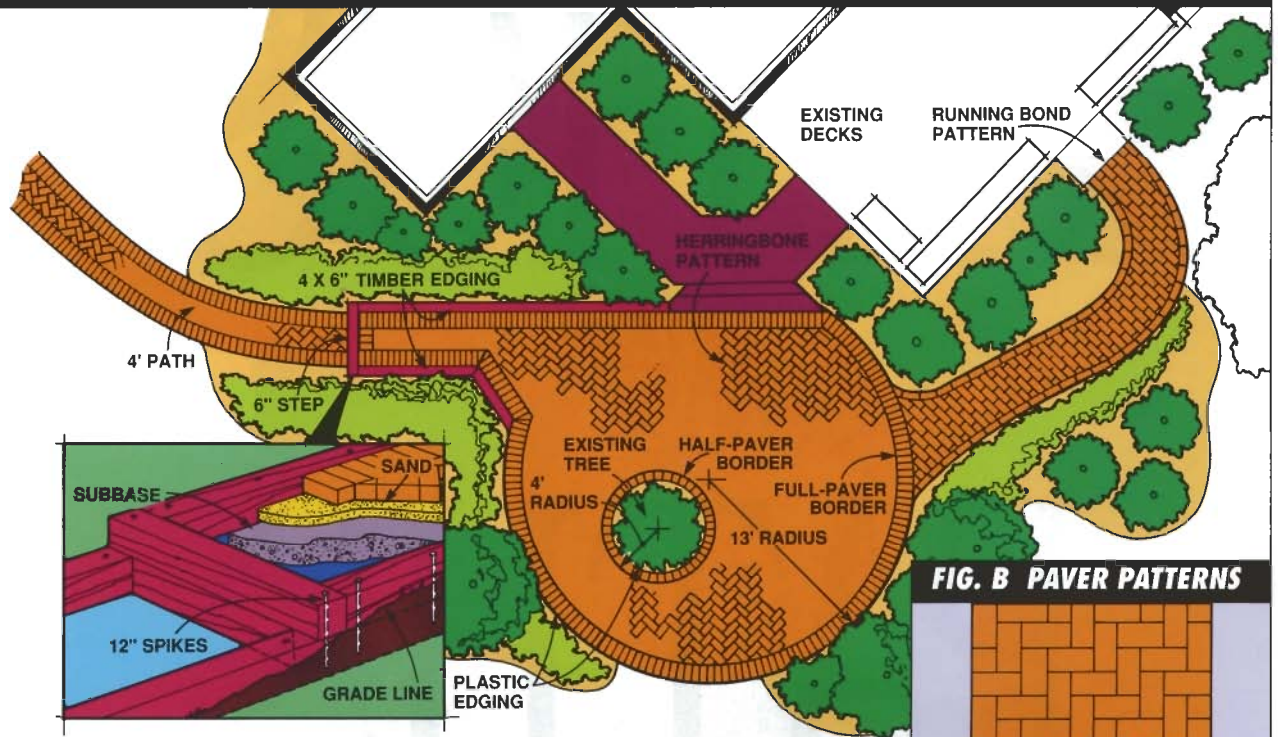 EXISTING
DECKS
RUNNING BOND
PATTERN
HERRINGBONE
PATTERN
4 X 6" TIMBER EDGING
4' PATH
6" STEP
EXISTING
TREE
HALF-PAVER
BORDER
4'
RADIUS
FULL-PAVER
BORDER
13' RADIUS
SAND
SUBBASE
12" SPIKES
GRADE LINE
PLASTIC
EDGING
FIG. B PAVER PATTERNS